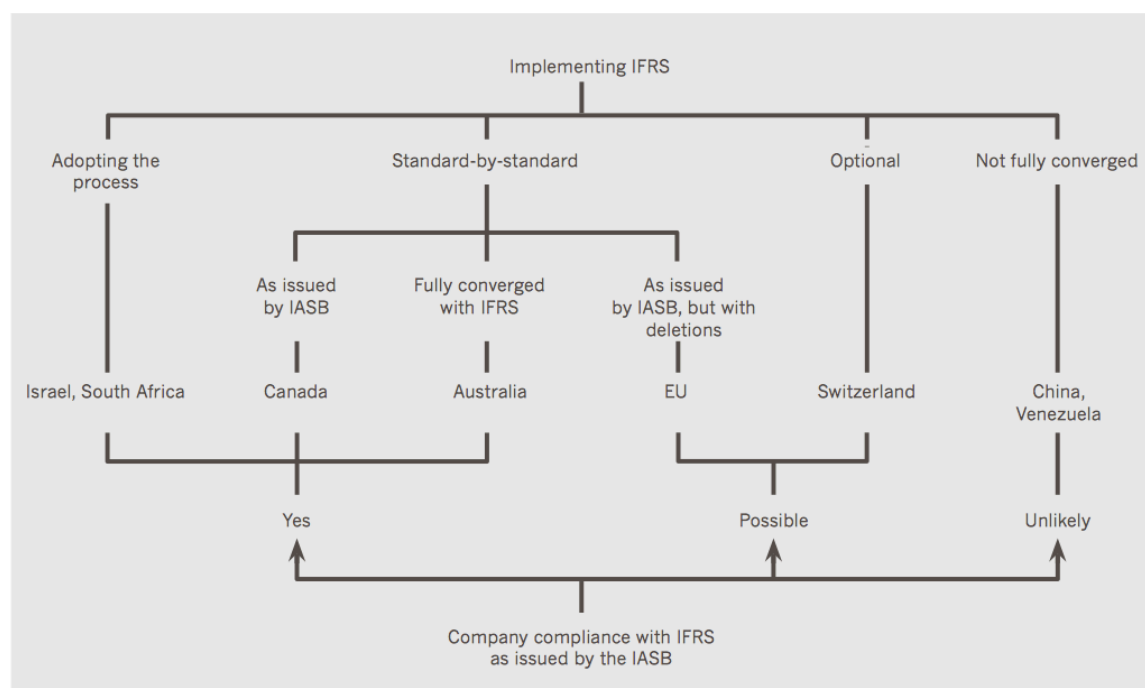 Implementing IFRS
Adopting the
process
Standard-by-standard
Optional
Not fully converged
As issued
by IASB
Fully converged
with IFRS
As issued
by IASB, but with
deletions
Israel, South Africa
Canada
Australia
EU
Switzerland
China,
Venezuela
Yes
Possible
Unlikely
Company compliance with IFRS
as issued by the IASB